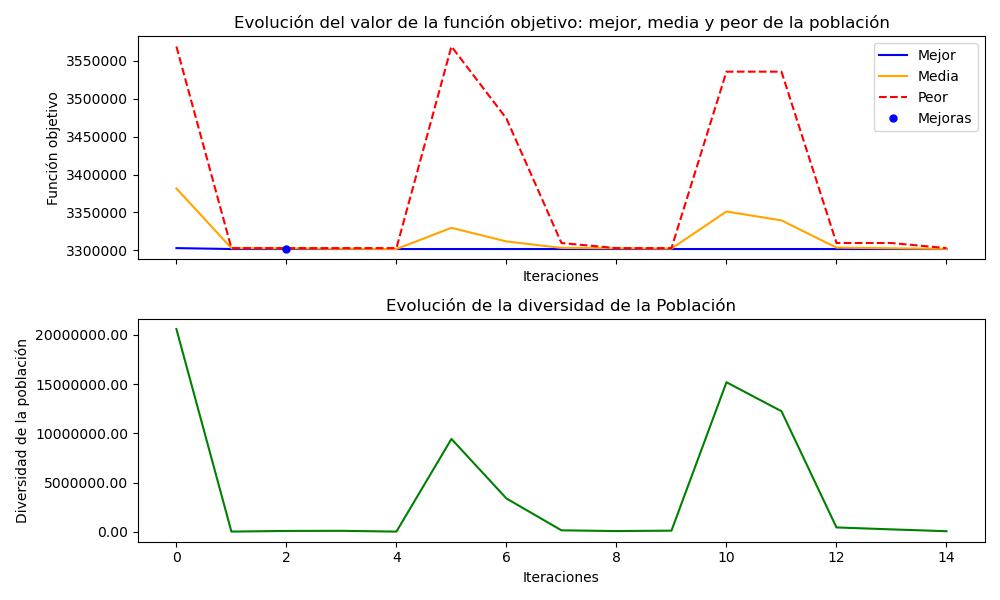 Evolución del valor de la función objetivo: mejor, media y peor de la población
Función objetivo
3550000
3500000
3450000
3400000
3350000
3300000
Mejor
Media
Peor
Mejoras
Iteraciones
Evolución de la diversidad de la Población
Diversidad de la población
20000000.00
15000000.00
10000000.00
5000000.00
0.00
0 2 4 6 8 10 12 14
Iteraciones